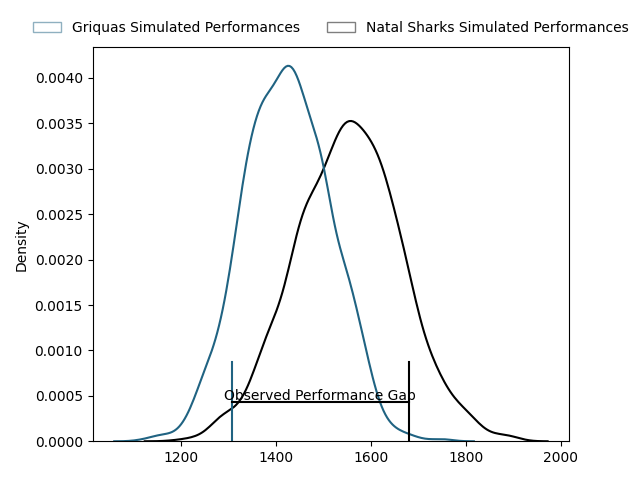 Griquas Simulated Performances Natal Sharks Simulated Performances
0.0040
0.0035
0.0030
0.0025
0.0020
0.0015
0.0010
0.0005
0.0000
Density
Observed Performance Gap
1200 1400 1600 1800 2000